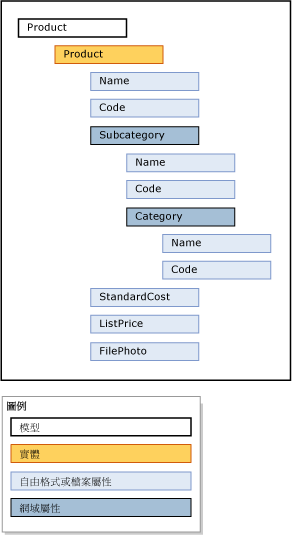 Product
Product
Name
Code
Subcategory
Name
Code
Category
Name
Code
StandardCost
ListPrice
FilePhoto
圖例
模型
實體
自由格式或檔案屬性
網域屬性